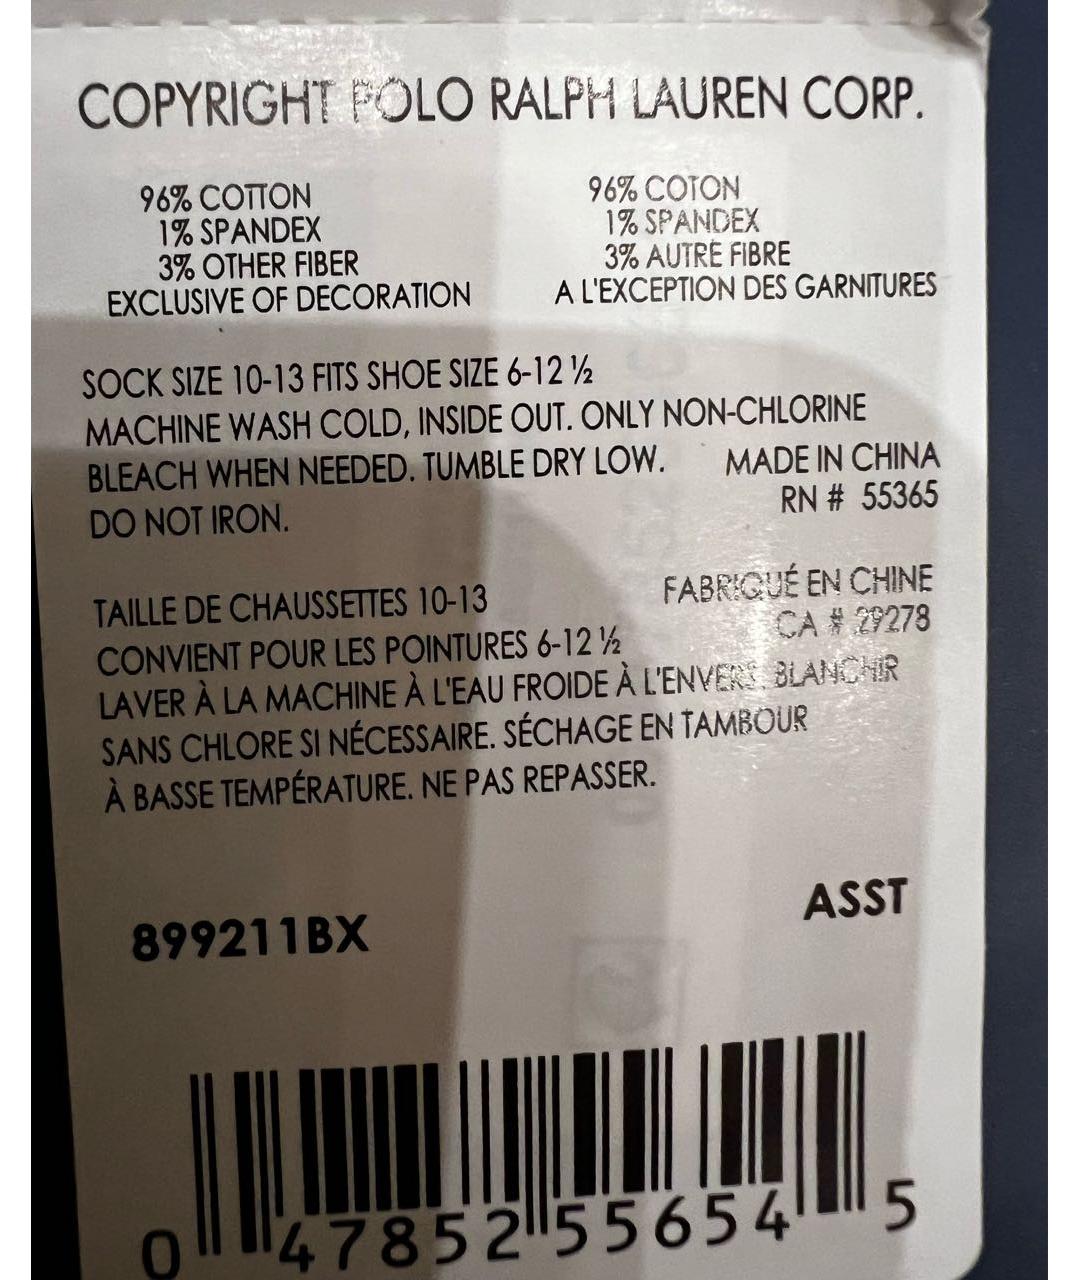 COPYRIGHT POLO RALPH LAUREN CORP.
96% COTTON
1% SPANDEX
3% OTHER FIBER
EXCLUSIVE OF DECORATION
96% COTON
1% SPANDEX
3% AUTRE FIBRE
A L'EXCEPTION DES GARNITURES
SOCK SIZE 10-13 FITS SHOE SIZE 6-12 ½
MACHINE WASH COLD, INSIDE OUT. ONLY NON-CHLORINE
BLEACH WHEN NEEDED. TUMBLE DRY LOW.
DO NOT IRON.
MADE IN CHINA
RN # 55365
TAILLE DE CHAUSSETTES 10-13
CONVIENT POUR LES POINTURES 6-12 ½
LAVER À LA MACHINE À L'EAU FROIDE À L'ENVERS. BLANCHIR
SANS CHLORE SI NÉCESSAIRE. SÉCHAGE EN TAMBOUR
À BASSE TEMPÉRATURE. NE PAS REPASSER.
FABRIQUÉ EN CHINE
CA # 29278
899211BX
ASST
0 47852 55654 5